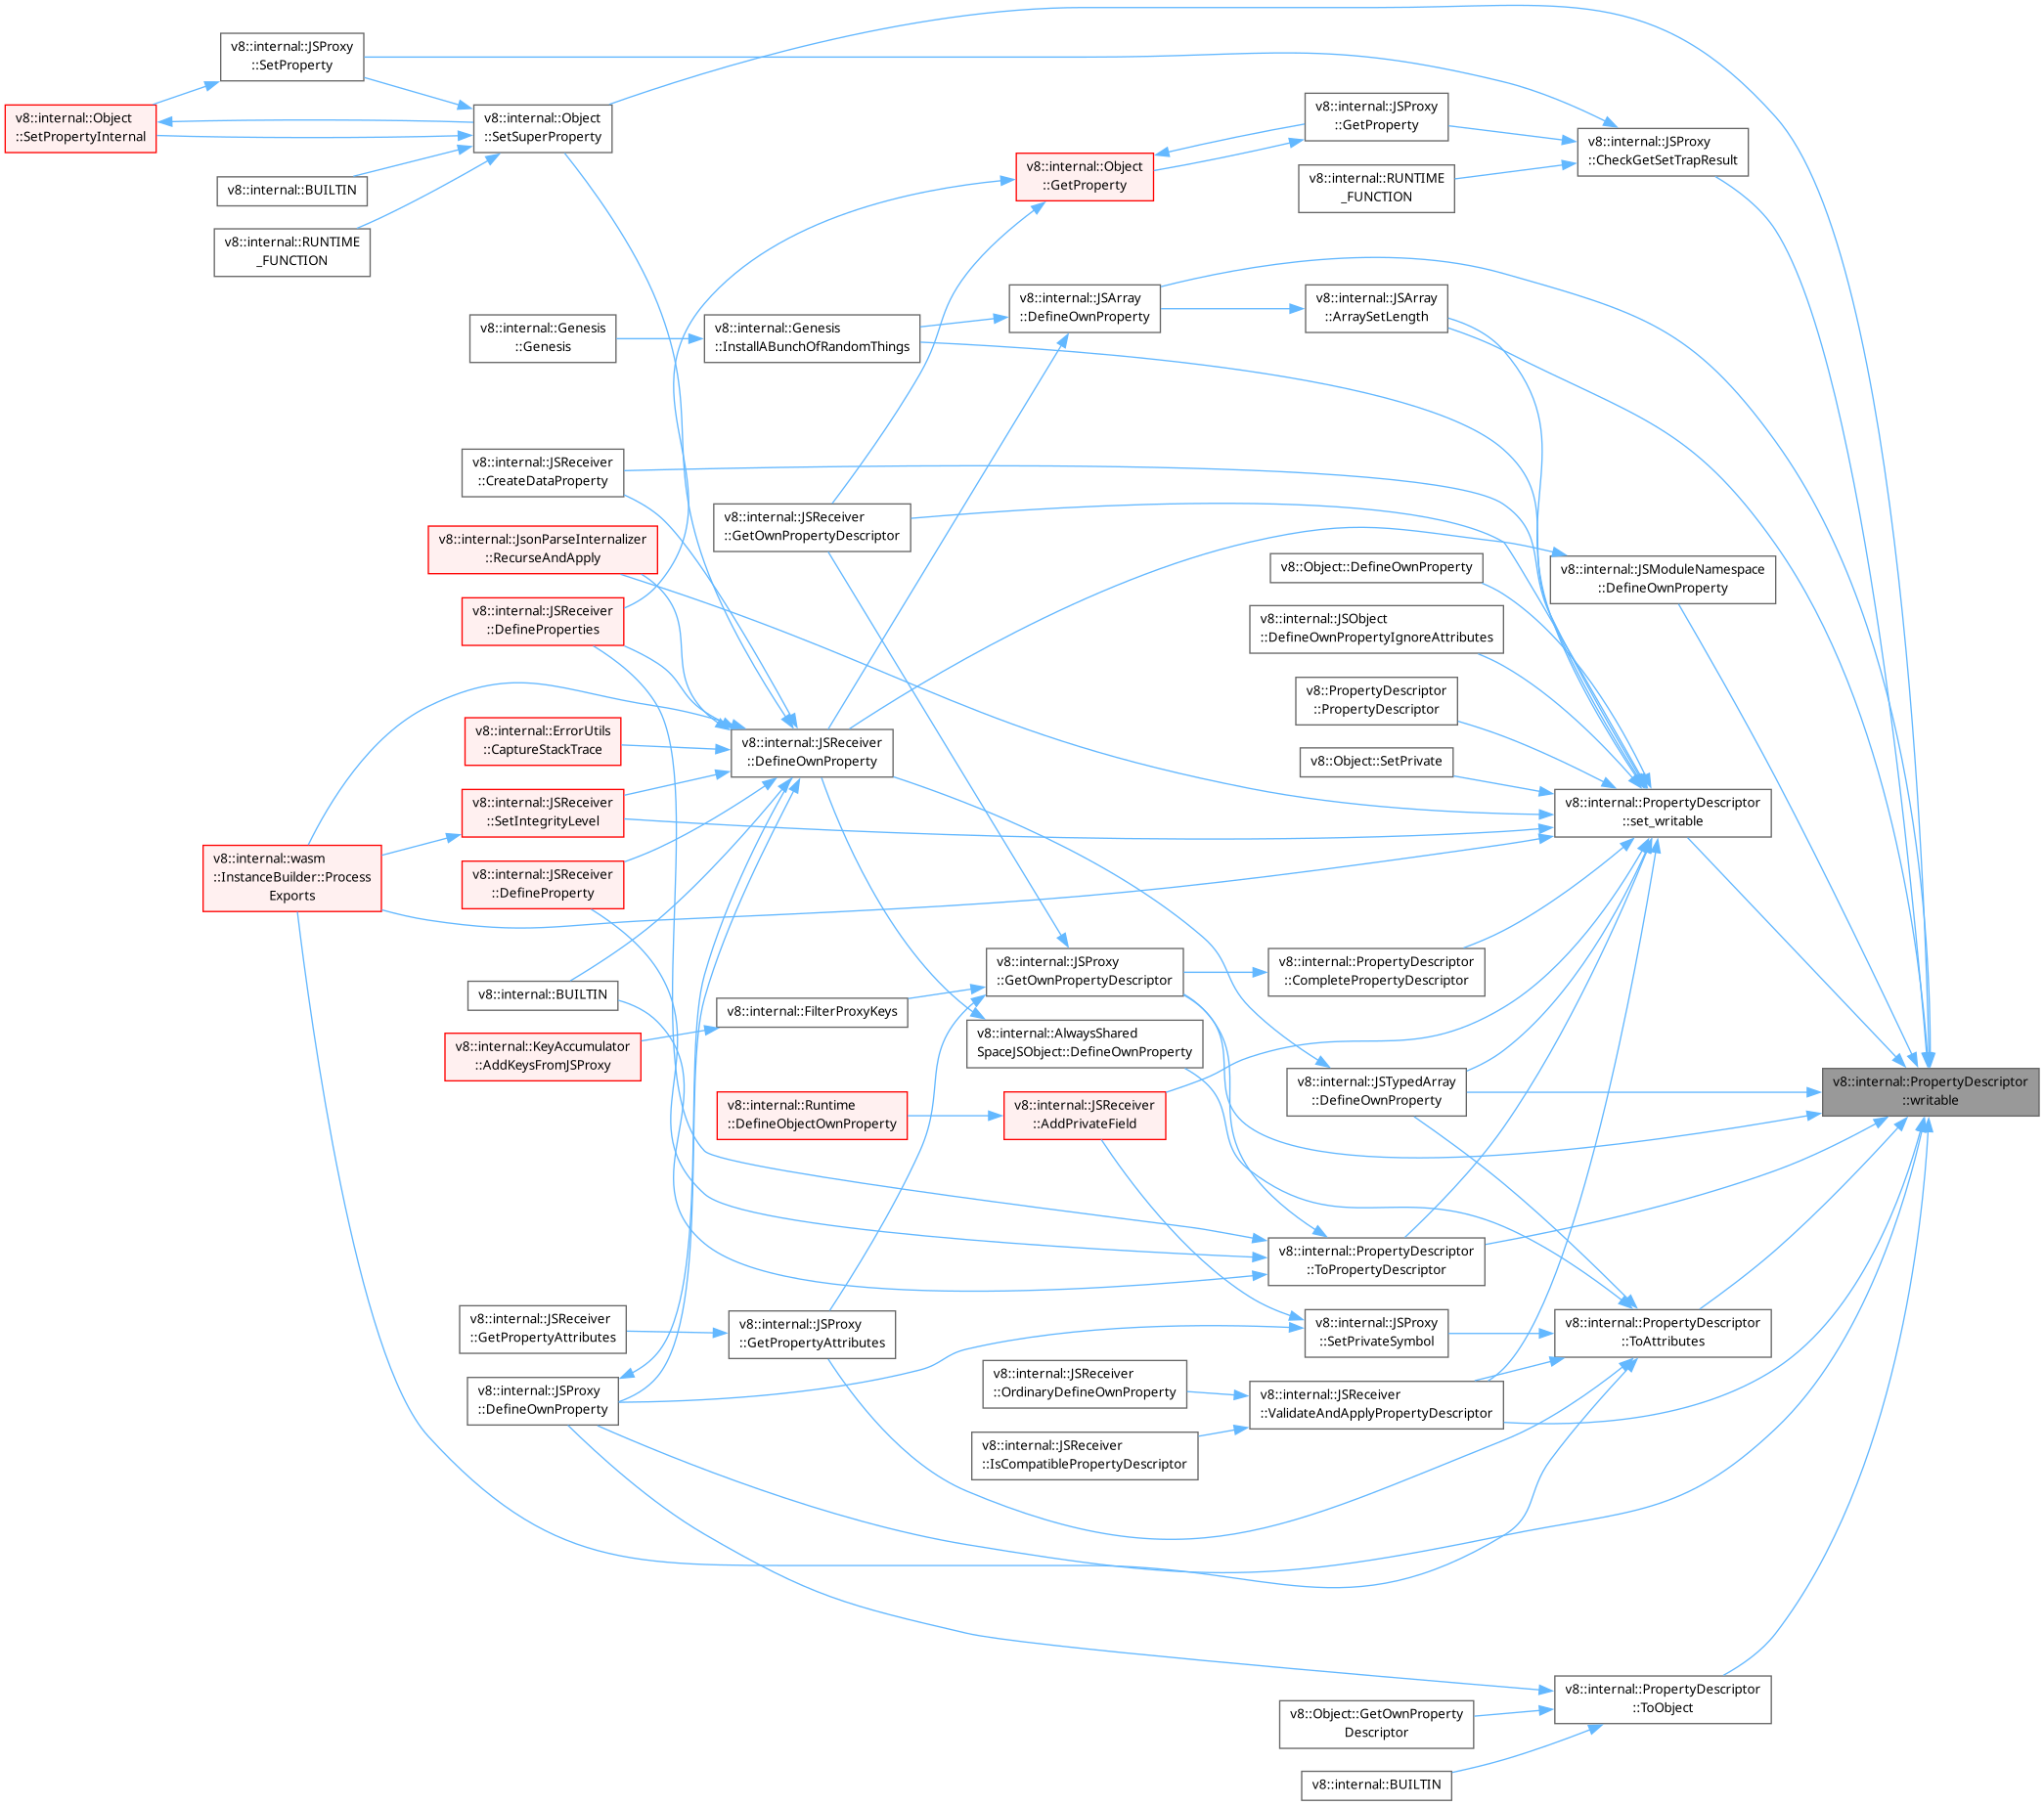 v8::internal::JSProxy
::SetProperty
v8::internal::Object
::SetPropertyInternal
v8::internal::Object
::SetSuperProperty
v8::internal::BUILTIN
v8::internal::RUNTIME
_FUNCTION
v8::internal::JSProxy
::GetProperty
v8::internal::JSProxy
::CheckGetSetTrapResult
v8::internal::Object
::GetProperty
v8::internal::RUNTIME
_FUNCTION
v8::internal::JSArray
::DefineOwnProperty
v8::internal::JSArray
::ArraySetLength
v8::internal::Genesis
::Genesis
v8::internal::Genesis
::InstallABunchOfRandomThings
v8::internal::JSReceiver
::CreateDataProperty
v8::internal::JSReceiver
::GetOwnPropertyDescriptor
v8::internal::JsonParseInternalizer
::RecurseAndApply
v8::Object::DefineOwnProperty
v8::internal::JSModuleNamespace
::DefineOwnProperty
v8::internal::JSReceiver
::DefineProperties
v8::internal::JSObject
::DefineOwnPropertyIgnoreAttributes
v8::PropertyDescriptor
::PropertyDescriptor
v8::internal::ErrorUtils
::CaptureStackTrace
v8::internal::JSReceiver
::DefineOwnProperty
v8::Object::SetPrivate
v8::internal::JSReceiver
::SetIntegrityLevel
v8::internal::PropertyDescriptor
::set_writable
v8::internal::wasm
::InstanceBuilder::Process
Exports
v8::internal::JSReceiver
::DefineProperty
v8::internal::BUILTIN
v8::internal::JSProxy
::GetOwnPropertyDescriptor
v8::internal::PropertyDescriptor
::CompletePropertyDescriptor
v8::internal::FilterProxyKeys
v8::internal::KeyAccumulator
::AddKeysFromJSProxy
v8::internal::AlwaysShared
SpaceJSObject::DefineOwnProperty
v8::internal::JSTypedArray
::DefineOwnProperty
v8::internal::PropertyDescriptor
::writable
v8::internal::Runtime
::DefineObjectOwnProperty
v8::internal::JSReceiver
::AddPrivateField
v8::internal::PropertyDescriptor
::ToPropertyDescriptor
v8::internal::JSReceiver
::GetPropertyAttributes
v8::internal::JSProxy
::GetPropertyAttributes
v8::internal::JSProxy
::SetPrivateSymbol
v8::internal::PropertyDescriptor
::ToAttributes
v8::internal::JSProxy
::DefineOwnProperty
v8::internal::JSReceiver
::OrdinaryDefineOwnProperty
v8::internal::JSReceiver
::ValidateAndApplyPropertyDescriptor
v8::internal::JSReceiver
::IsCompatiblePropertyDescriptor
v8::internal::PropertyDescriptor
::ToObject
v8::Object::GetOwnProperty
Descriptor
v8::internal::BUILTIN